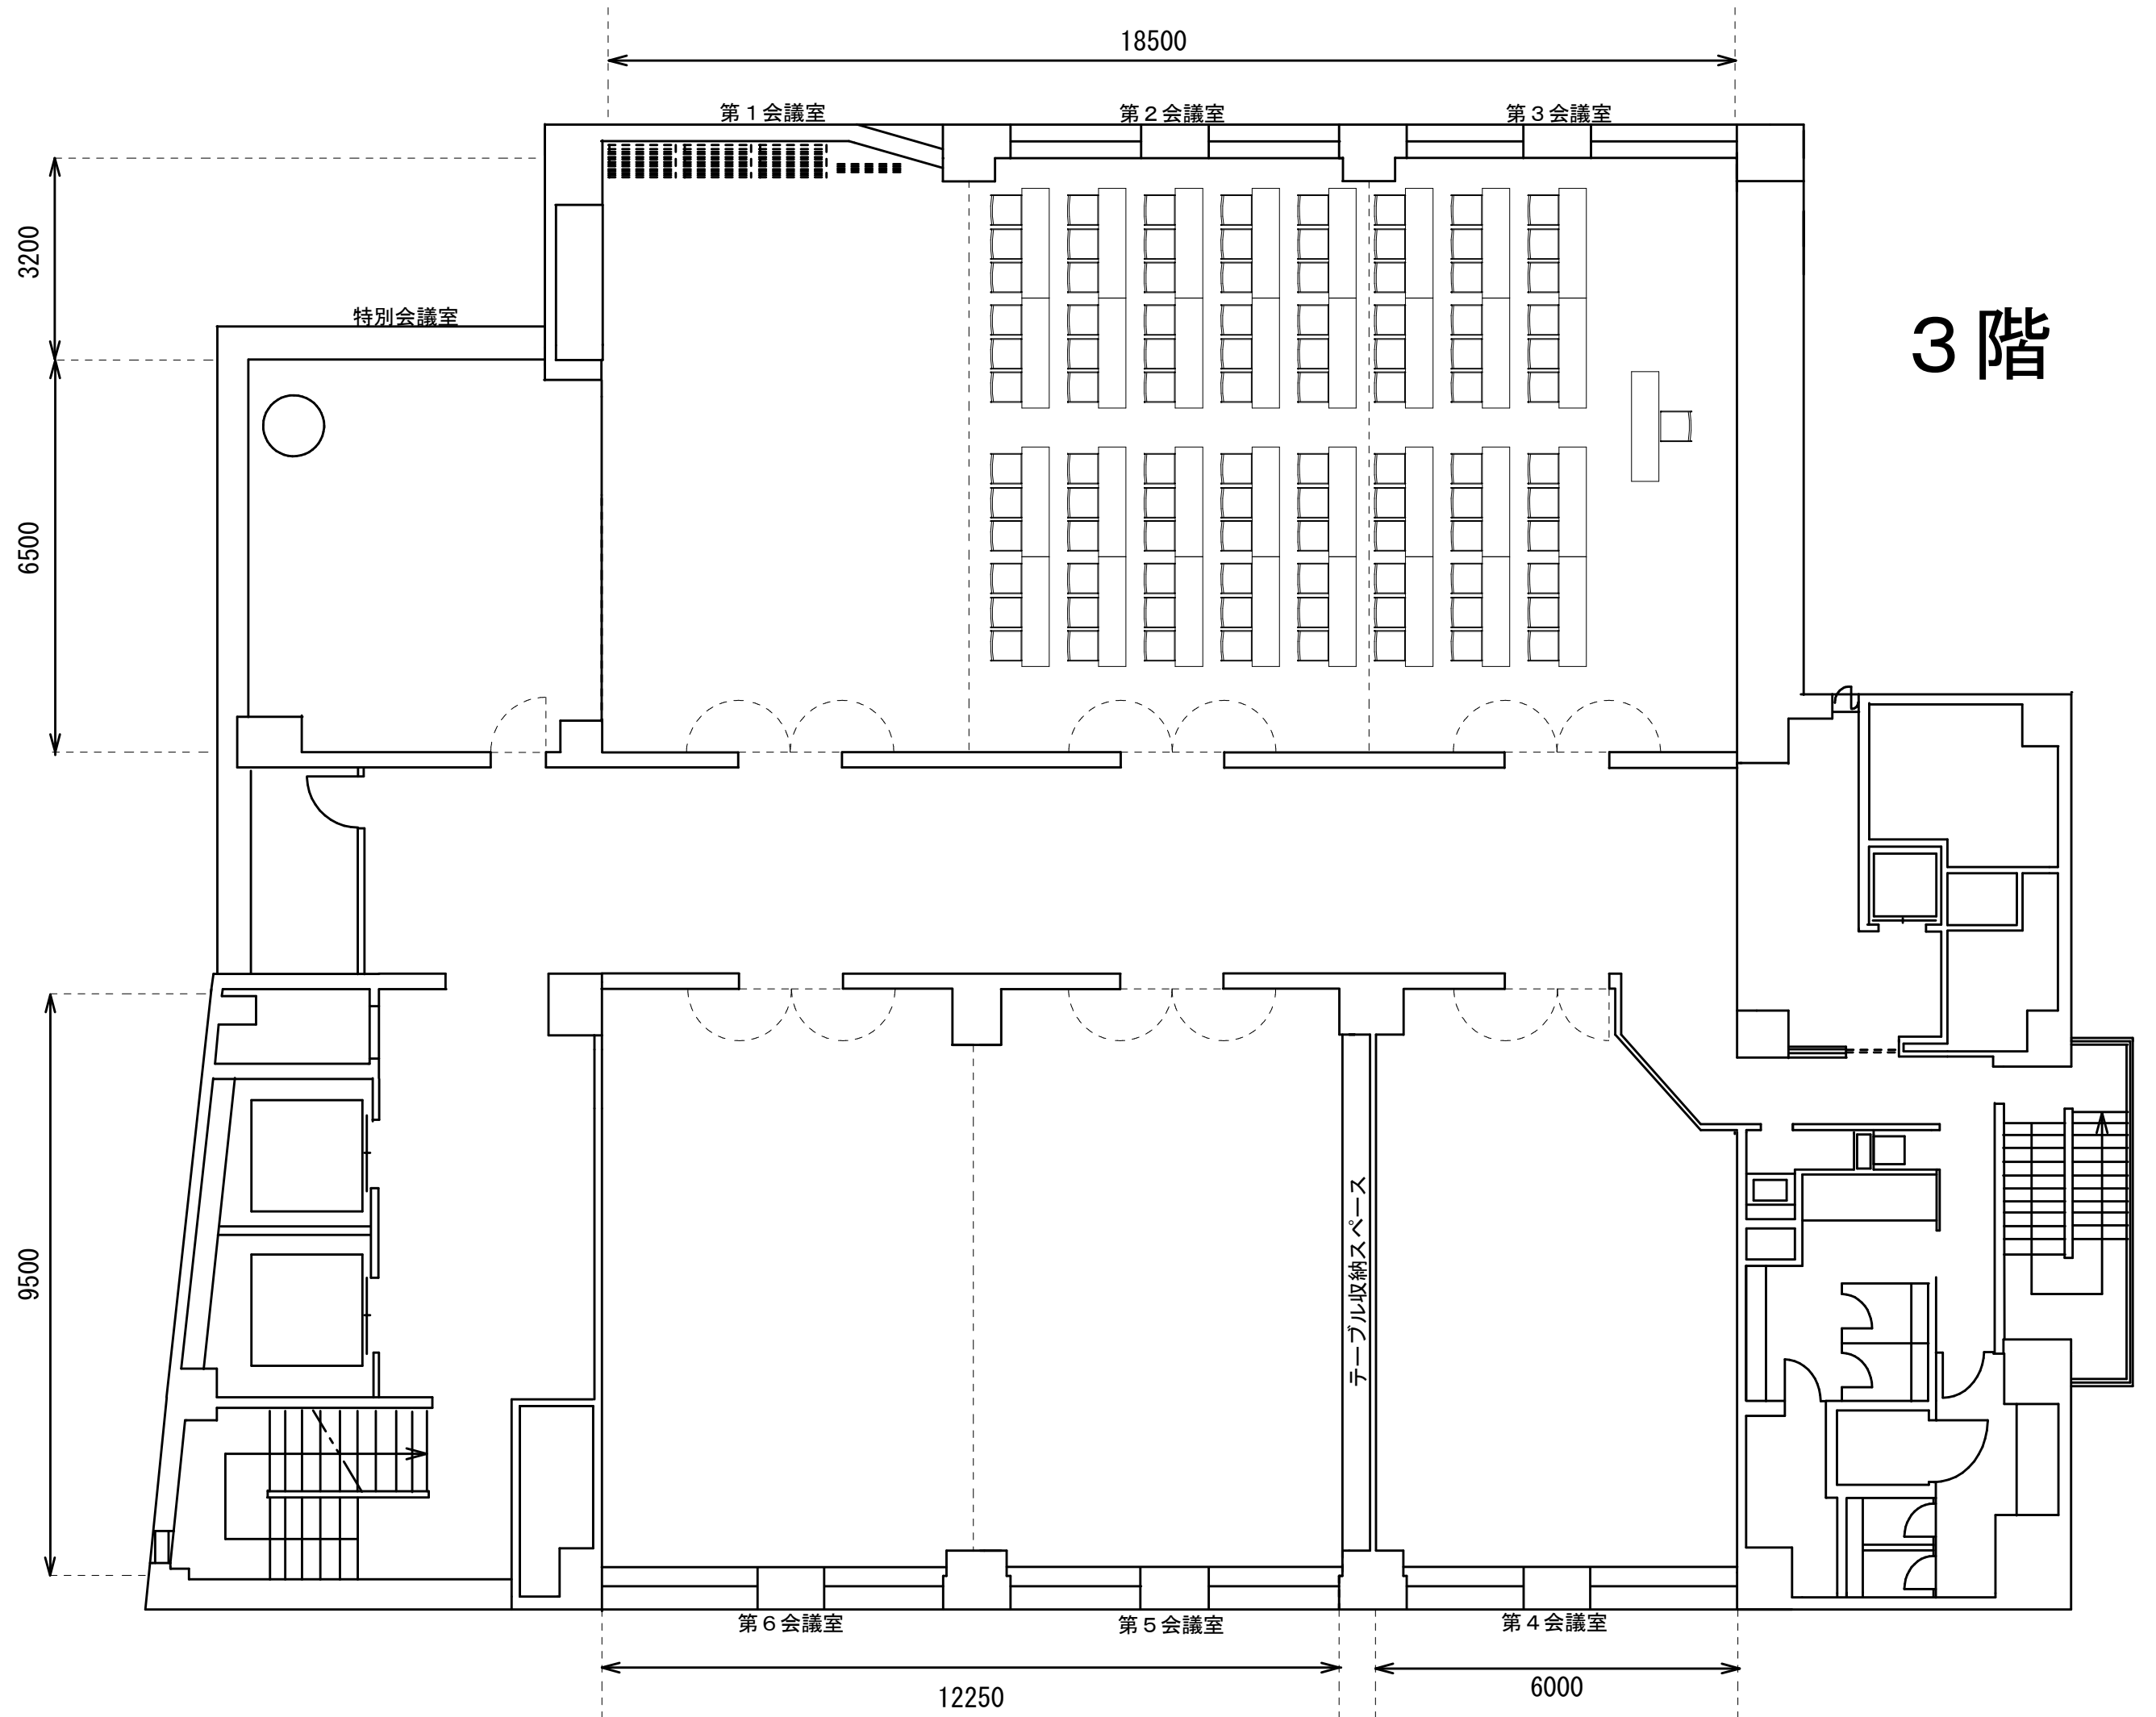 18500
第１会議室
第２会議室
第３会議室
3200
特別会議室
３階
6500
9500
テーブル収納スペース
第６会議室
第５会議室
第４会議室
12250
6000